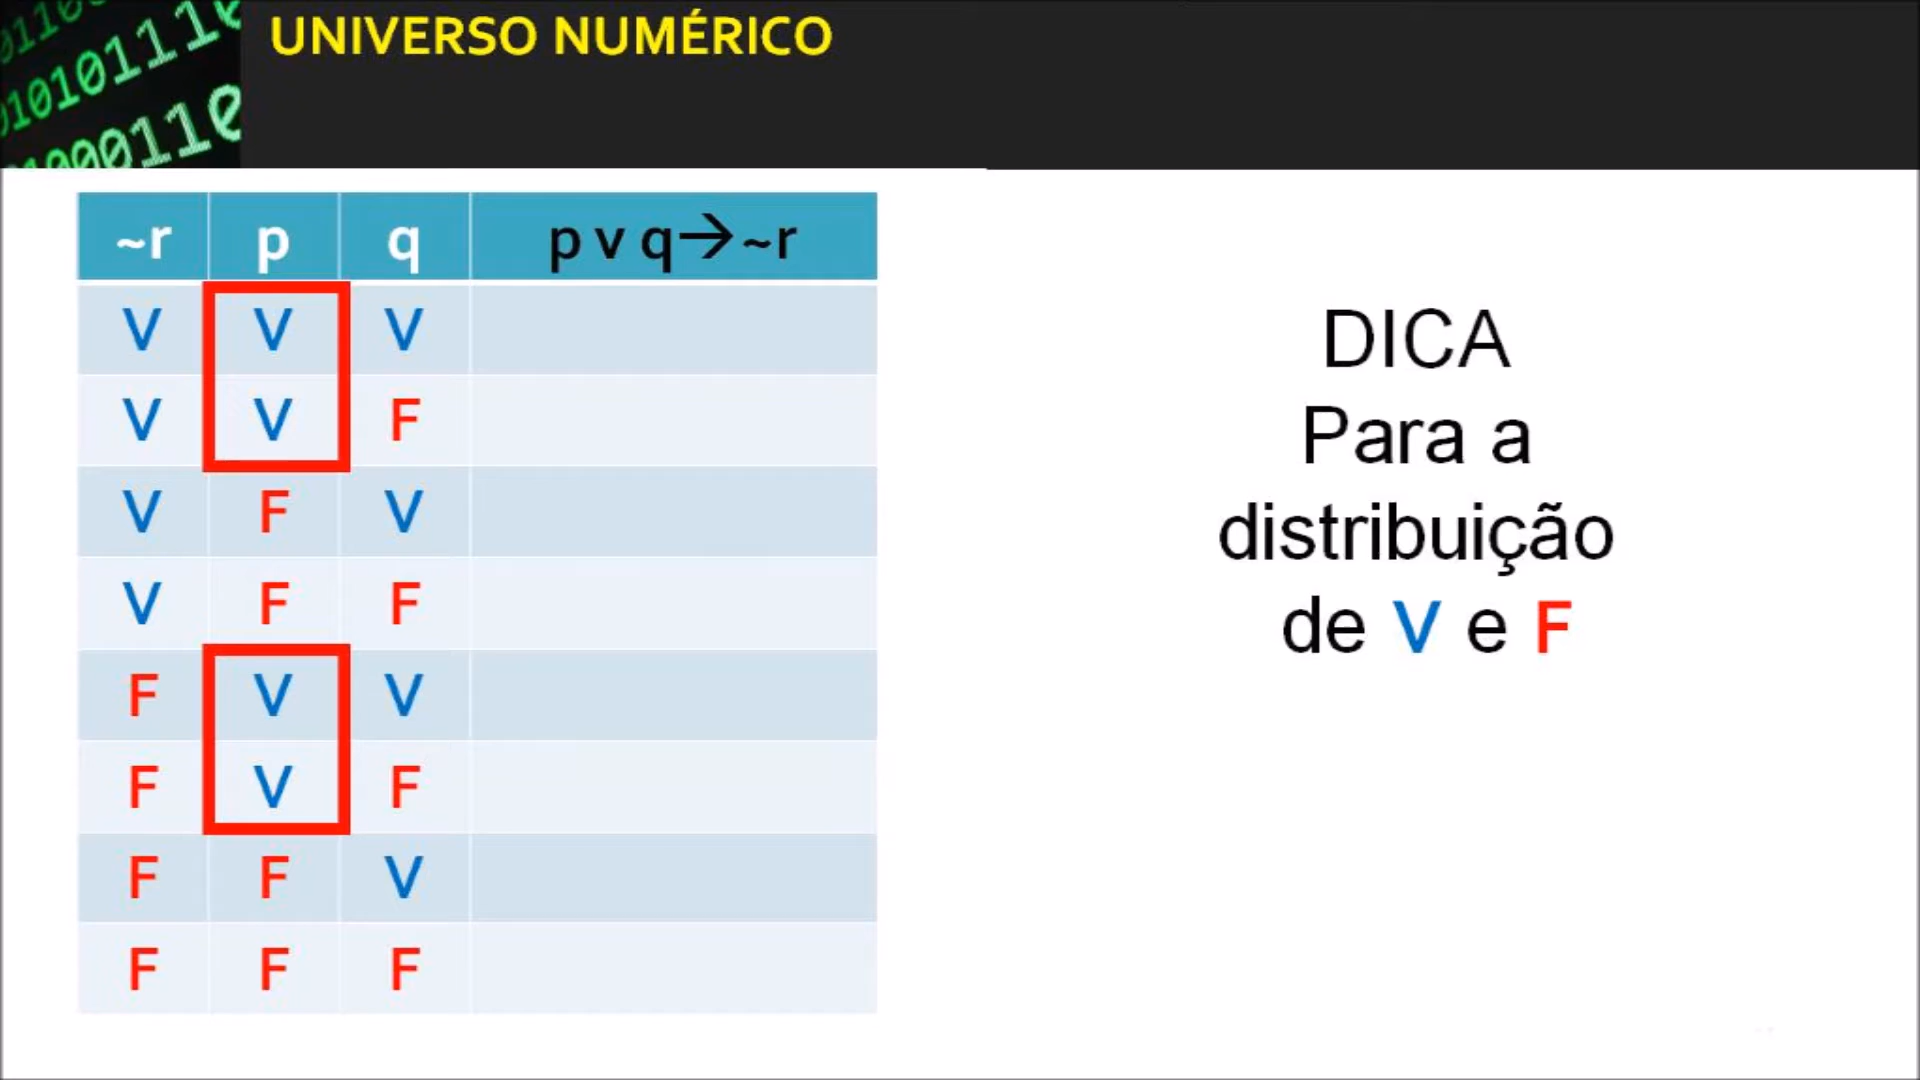 UNIVERSO NUMÉRICO
~r p q p v q→~r
V V V
V V F
V F V
V F F
F V V
F V F
F F V
F F F
DICA
Para a
distribuição
de V e F